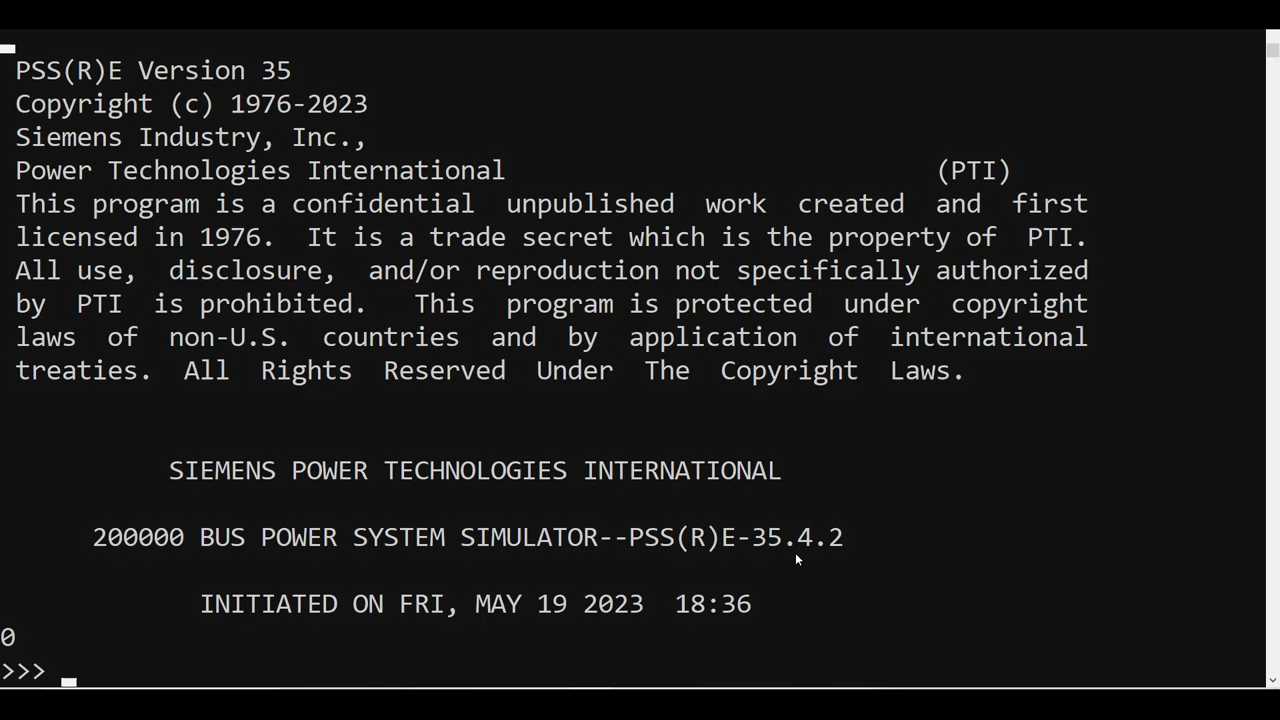 PSS(R)E Version 35
Copyright (c) 1976-2023
Siemens Industry, Inc.,
Power Technologies International (PTI)
This program is a confidential unpublished work created and first
licensed in 1976. It is a trade secret which is the property of PTI.
All use, disclosure, and/or reproduction not specifically authorized
by PTI is prohibited. This program is protected under copyright
laws of non-U.S. countries and by application of international
treaties. All Rights Reserved Under The Copyright Laws.
SIEMENS POWER TECHNOLOGIES INTERNATIONAL
200000 BUS POWER SYSTEM SIMULATOR--PSS(R)E-35.4.2
INITIATED ON FRI, MAY 19 2023 18:36
0
>>>